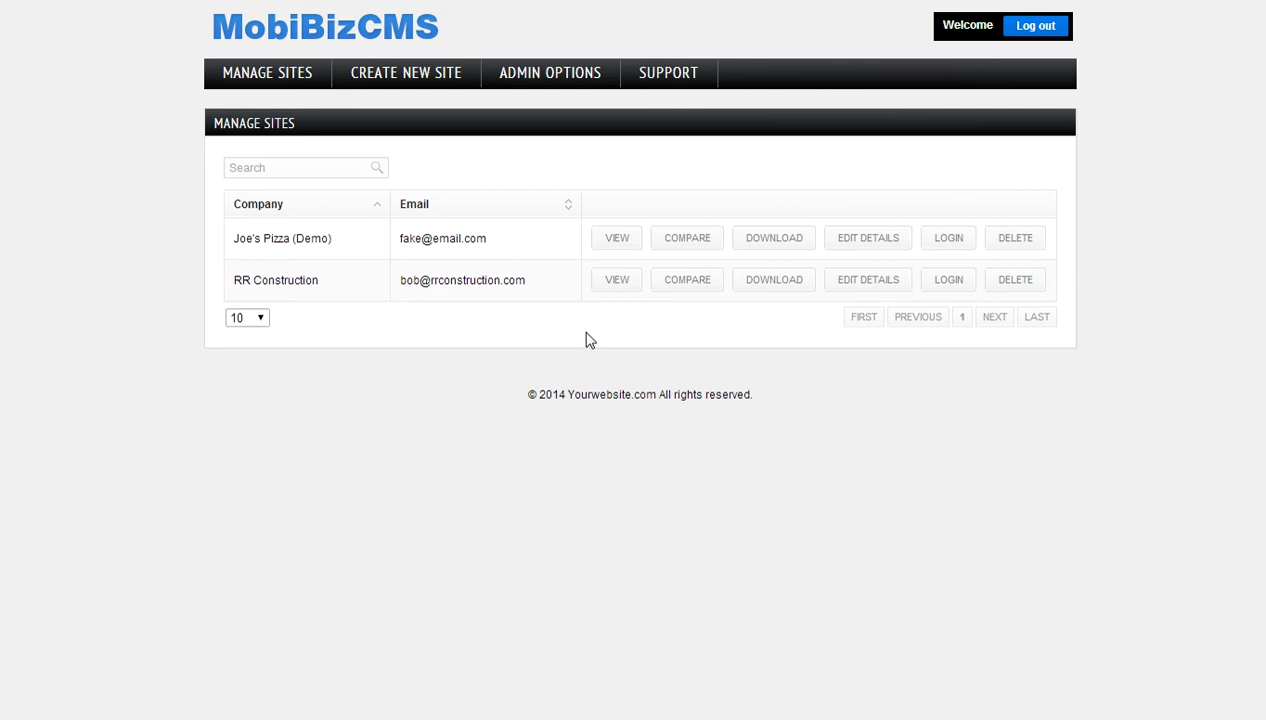 MobiBizCMS
Welcome Log out
MANAGE SITES CREATE NEW SITE ADMIN OPTIONS SUPPORT
MANAGE SITES
Search
Company Email
Joe's Pizza (Demo) fake@email.com VIEW COMPARE DOWNLOAD EDIT DETAILS LOGIN DELETE
RR Construction bob@rrconstruction.com VIEW COMPARE DOWNLOAD EDIT DETAILS LOGIN DELETE
10 FIRST PREVIOUS 1 NEXT LAST
© 2014 Yourwebsite.com All rights reserved.